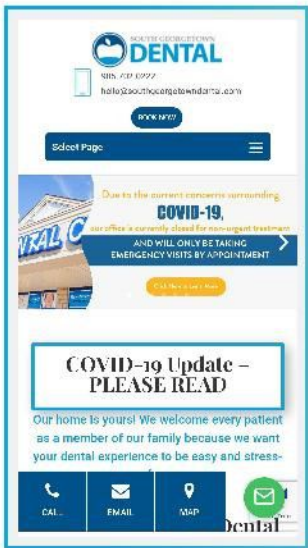 SOUTH GEORGETOWN
DENTAL
hello@southgeorgetowndental.com
BOOK NOW
Select Page
Due to the current concerns surrounding
COVID-19,
our office is currently closed for non-urgent treatment
AND WILL ONLY BE TAKING
EMERGENCY VISITS BY APPOINTMENT
COVID-19 Update –
PLEASE READ
Our home is yours! We welcome every patient
as a member of our family because we want
your dental experience to be easy and stress-
CALL
EMAIL
MAP
Dental